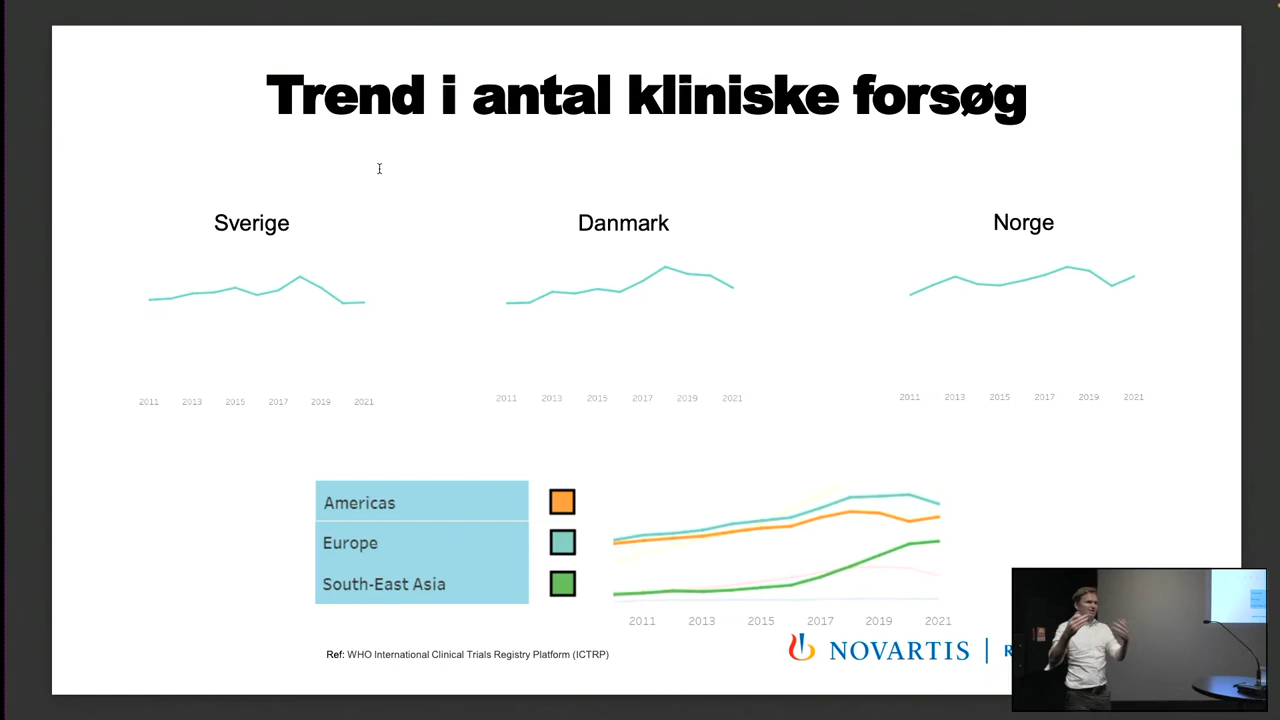 Trend i antal kliniske forsøg
Sverige
Danmark
Norge
2011 2013 2015 2017 2019 2021
2011 2013 2015 2017 2019 2021
2011 2013 2015 2017 2019 2021
Americas
Europe
South-East Asia
2011 2013 2015 2017 2019 2021
Ref: WHO International Clinical Trials Registry Platform (ICTRP)
NOVARTIS |